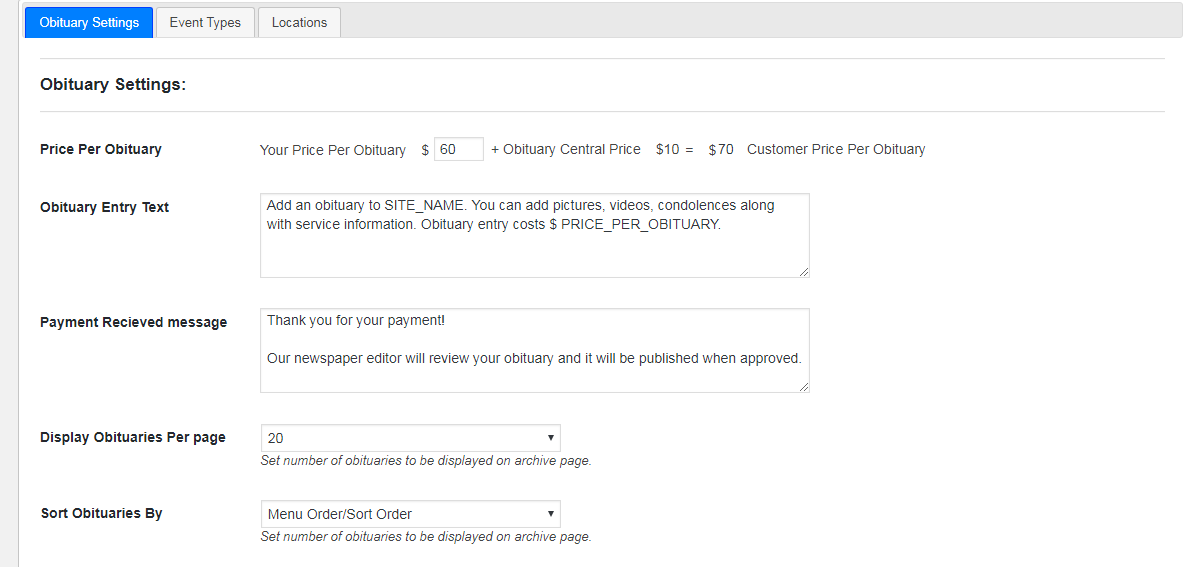 Obituary Settings Event Types Locations
Obituary Settings:
Price Per Obituary Your Price Per Obituary $ 60 + Obituary Central Price $10 = $70 Customer Price Per Obituary
Obituary Entry Text
Add an obituary to SITE_NAME. You can add pictures, videos, condolences along
with service information. Obituary entry costs $ PRICE_PER_OBITUARY.
Payment Recieved message
Thank you for your payment!
Our newspaper editor will review your obituary and it will be published when approved.
Display Obituaries Per page 20
Set number of obituaries to be displayed on archive page.
Sort Obituaries By Menu Order/Sort Order
Set number of obituaries to be displayed on archive page.